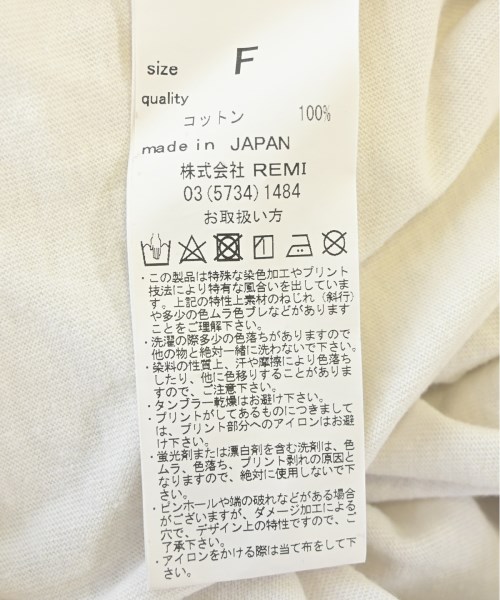 size F
quality
コットン 100%
made in JAPAN
株式会社 REMI
03(5734)1484
お取扱い方
・この製品は特殊な染色加工やプリント
技法により特有な風合いを出していま
す。上記の特性上素材のねじれ（斜行）
や多少の色ムラ色ブレなどがあります
ことをご理解下さい。
・洗濯の際多少の色落ちがありますので
他の物と絶対一緒に洗わないで下さい。
・染料の性質上、汗や摩擦により色落ち
したり、他に色移りすることがありま
すので、ご注意下さい。
・タンブラー乾燥はお避け下さい。
・プリントがしてあるものにつきまして
は、プリント部分へのアイロンはお避
け下さい。
・蛍光剤または漂白剤を含む洗剤は、色
ムラ、色落ち、プリント剥れの原因と
なりますので、絶対に使用しないで下
さい。
・ピンホールや端の破れなどがある場合
がございますが、ダメージ加工による
穴で、デザイン上の特性ですので、ご
了承下さい。
・アイロンをかける際は当て布をして下
さい。